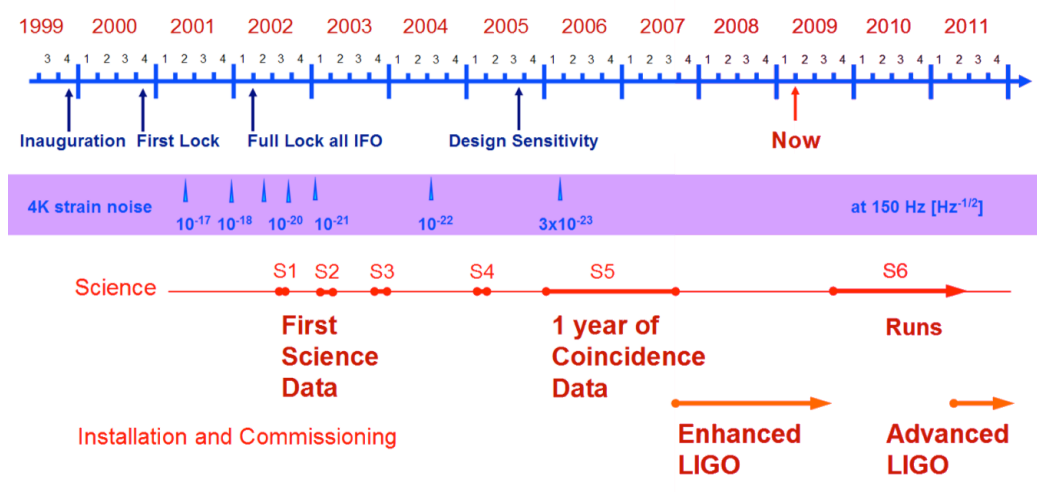 1999 2000 2001 2002 2003 2004 2005 2006 2007 2008 2009 2010 2011
3 4 1 2 3 4 1 2 3 4 1 2 3 4 1 2 3 4 1 2 3 4 1 2 3 4 1 2 3 4 1 2 3 4 1 2 3 4 1 2 3 4 1 2 3 4 1 2 3 4
Inauguration First Lock Full Lock all IFO Design Sensitivity Now
4K strain noise 10⁻¹⁷ 10⁻¹⁸ 10⁻²⁰ 10⁻²¹ 10⁻²² 3x10⁻²³ at 150 Hz [Hz⁻¹/²]
S1 S2 S3 S4 S5 S6
Science
First
Science
Data
1 year of
Coincidence
Data
Runs
Installation and Commissioning
Enhanced
LIGO
Advanced
LIGO